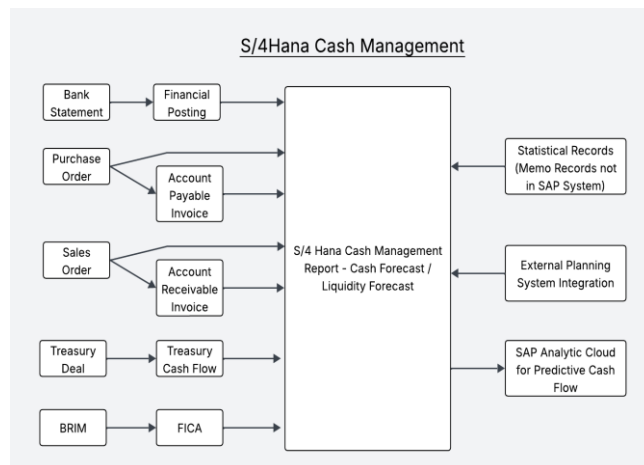 S/4Hana Cash Management
Bank
Statement
Financial
Posting
Purchase
Order
Account
Payable
Invoice
Sales
Order
Account
Receivable
Invoice
Treasury
Deal
Treasury
Cash Flow
BRIM
FICA
S/4 Hana Cash Management
Report - Cash Forecast /
Liquidity Forecast
Statistical Records
(Memo Records not
in SAP System)
External Planning
System Integration
SAP Analytic Cloud
for Predictive Cash
Flow